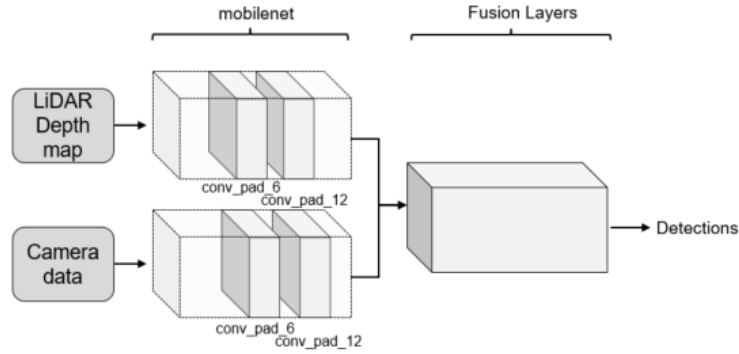 mobilenet
Fusion Layers
LiDAR
Depth
map
conv_pad_6
conv_pad_12
Camera
data
conv_pad_6
conv_pad_12
Detections